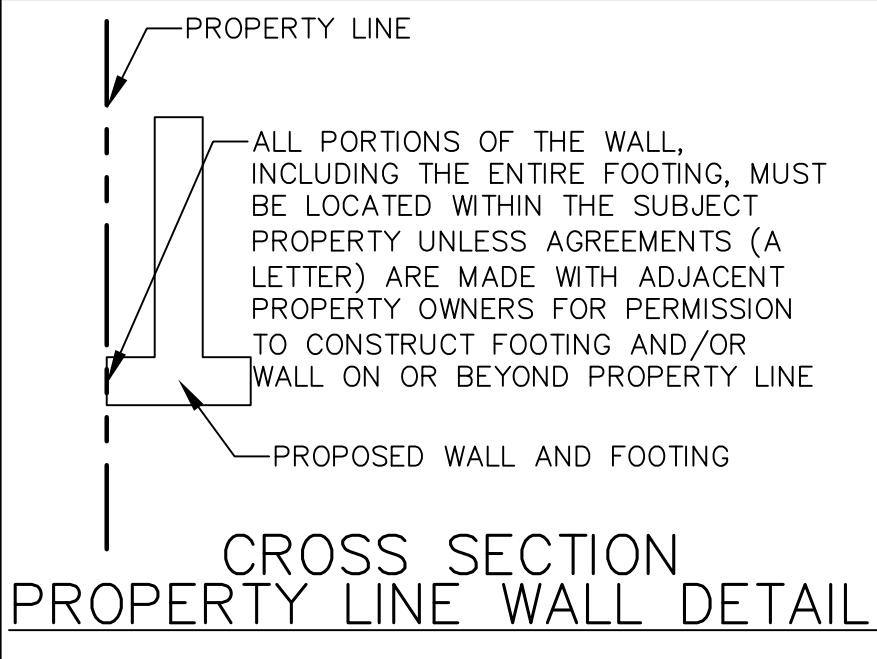 PROPERTY LINE
ALL PORTIONS OF THE WALL,
INCLUDING THE ENTIRE FOOTING, MUST
BE LOCATED WITHIN THE SUBJECT
PROPERTY UNLESS AGREEMENTS (A
LETTER) ARE MADE WITH ADJACENT
PROPERTY OWNERS FOR PERMISSION
TO CONSTRUCT FOOTING AND/OR
WALL ON OR BEYOND PROPERTY LINE
PROPOSED WALL AND FOOTING
CROSS SECTION
PROPERTY LINE WALL DETAIL